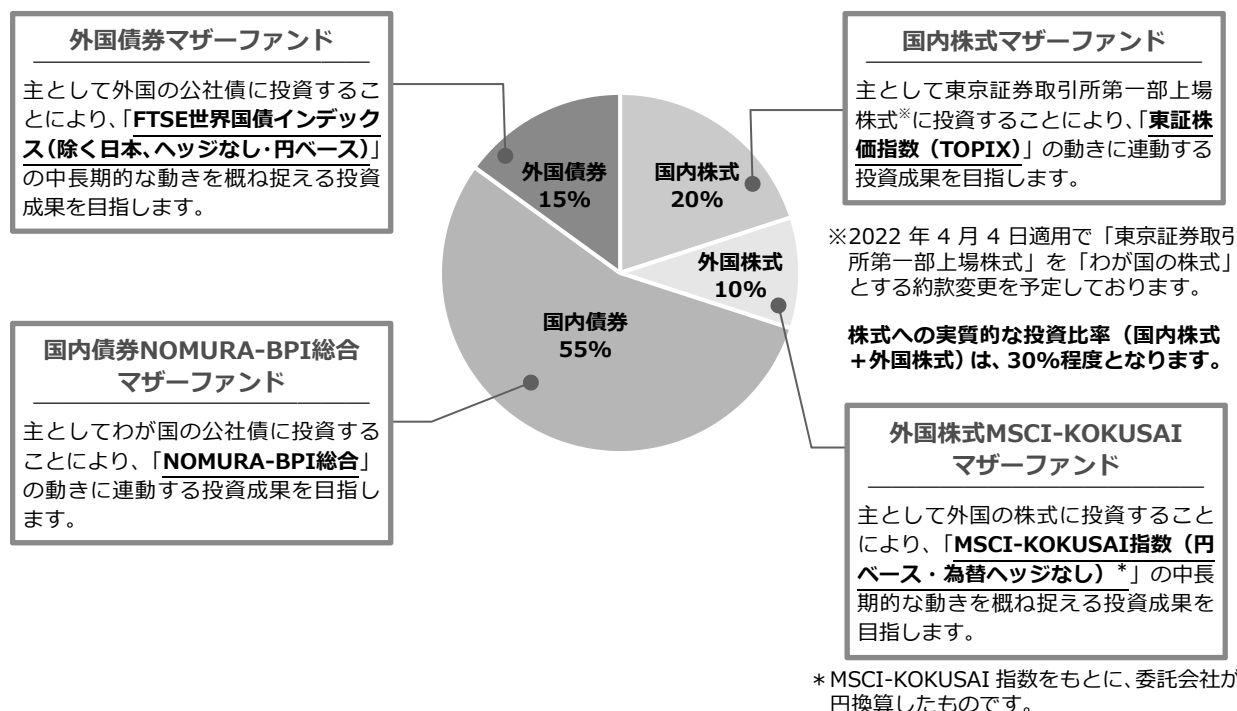 外国債券マザーファンド
主として外国の公社債に投資するこ
とにより、「FTSE世界国債インデック
ス(除く日本、ヘッジなし・円ベース)」
の中長期的な動きを概ね捉える投資
成果を目指します。
国内債券NOMURA-BPI総合
マザーファンド
主としてわが国の公社債に投資する
ことにより、「NOMURA-BPI総合」
の動きに連動する投資成果を目指し
ます。
外国債券
15%
国内株式
20%
外国株式
10%
国内債券
55%
国内株式マザーファンド
主として東京証券取引所第一部上場
株式※に投資することにより、「東証株
価指数（TOPIX）」の動きに連動する
投資成果を目指します。
※2022 年 4 月 4 日適用で「東京証券取引
所第一部上場株式」を「わが国の株式」
とする約款変更を予定しております。
株式への実質的な投資比率（国内株式
＋外国株式）は、30%程度となります。
外国株式MSCI-KOKUSAI
マザーファンド
主として外国の株式に投資すること
により、「MSCI-KOKUSAI指数（円
ベース・為替ヘッジなし）*」の中長
期的な動きを概ね捉える投資成果を
目指します。
＊MSCI-KOKUSAI 指数をもとに、委託会社が
円換算したものです。